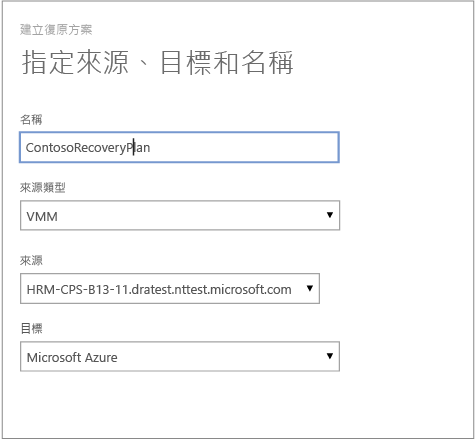 建立復原方案
指定來源、目標和名稱
名稱
ContosoRecoveryPlan
來源類型
VMM
來源
HRM-CPS-B13-11.dratest.nttest.microsoft.com
目標
Microsoft Azure